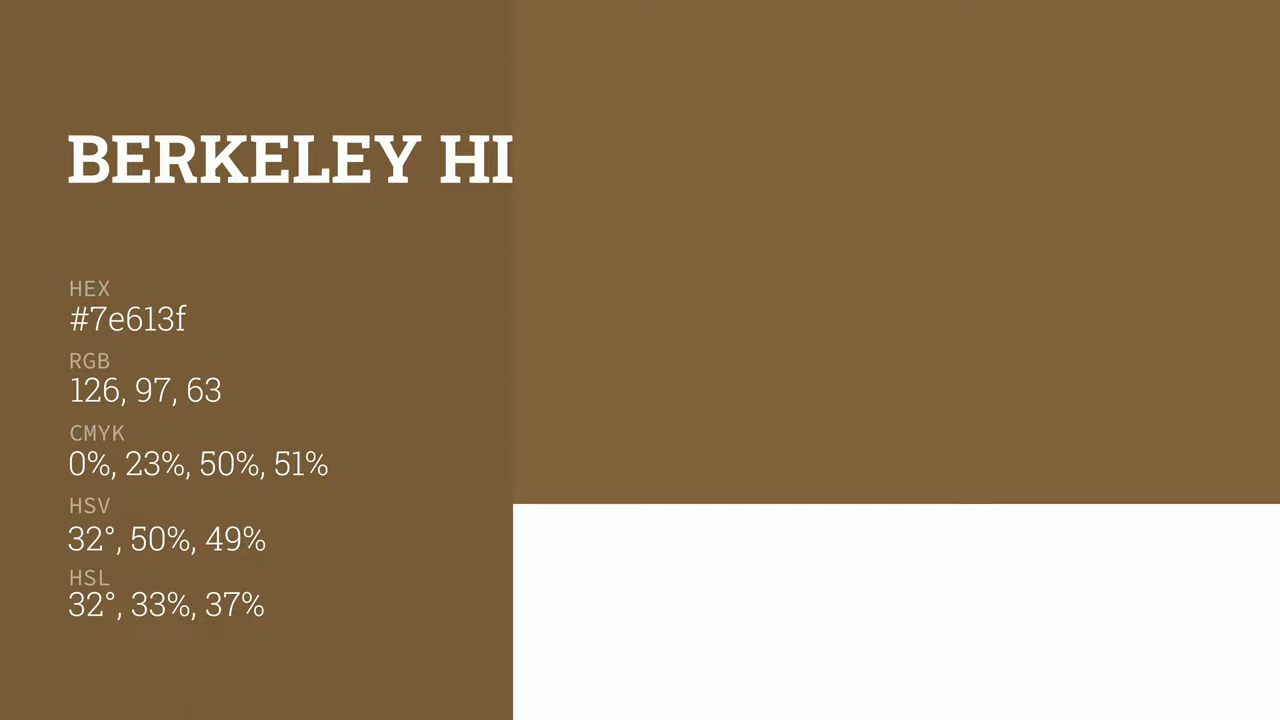 BERKELEY HI
HEX
#7e613f
RGB
126, 97, 63
CMYK
0%, 23%, 50%, 51%
HSV
32°, 50%, 49%
HSL
32°, 33%, 37%